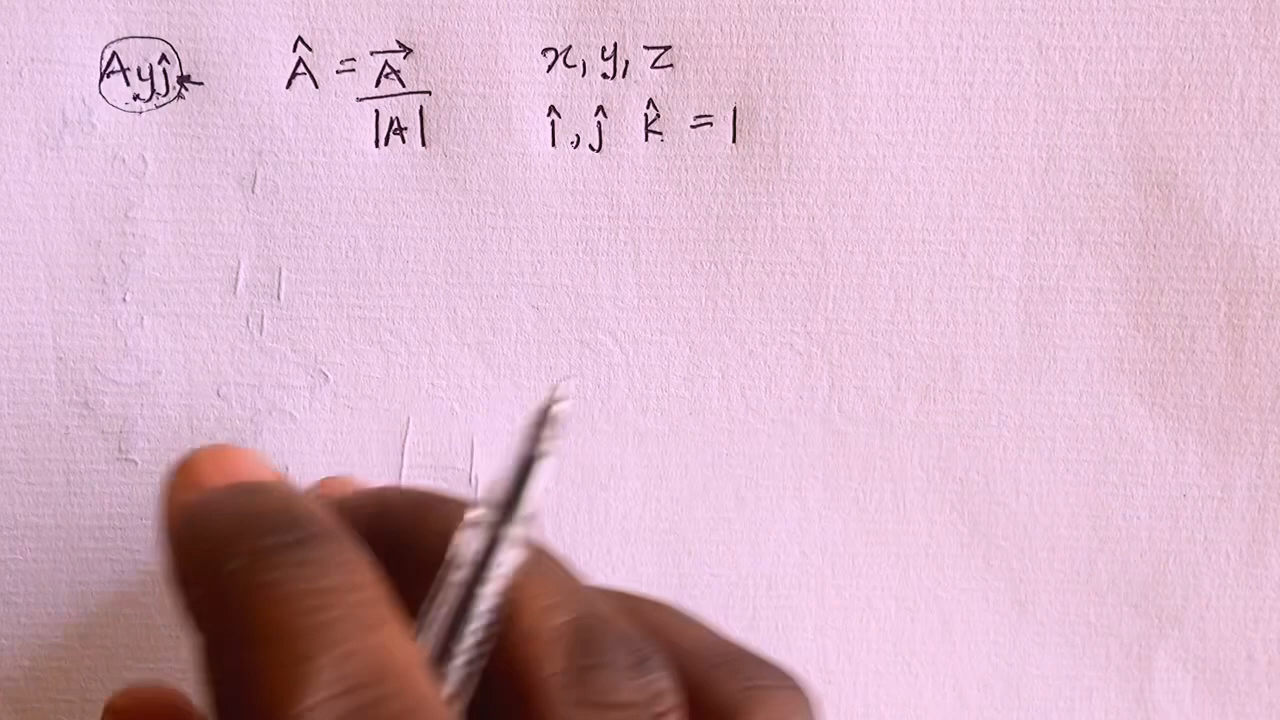 Ayĵ Â = A⃗ / |A| x, y, z
î, ĵ k̂ = 1